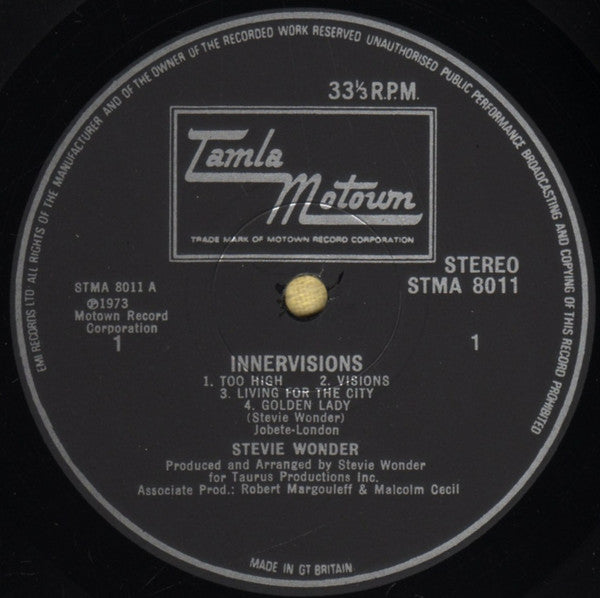 EMI RECORDS LTD ALL RIGHTS OF THE MANUFACTURER AND OF THE OWNER OF THE RECORDED WORK RESERVED UNAUTHORISED PUBLIC PERFORMANCE BROADCASTING AND COPYING OF THIS RECORD PROHIBITED
33⅓ R.P.M.
Tamla
Motown
TRADE MARK OF MOTOWN RECORD CORPORATION
STEREO
STMA 8011
STMA 8011 A
℗1973
Motown Record
Corporation
1
1
INNERVISIONS
1. TOO HIGH 2. VISIONS
3. LIVING FOR THE CITY
4. GOLDEN LADY
(Stevie Wonder)
Jobete-London
STEVIE WONDER
Produced and Arranged by Stevie Wonder
for Taurus Productions Inc.
Associate Prod.: Robert Margouleff & Malcolm Cecil
MADE IN GT BRITAIN